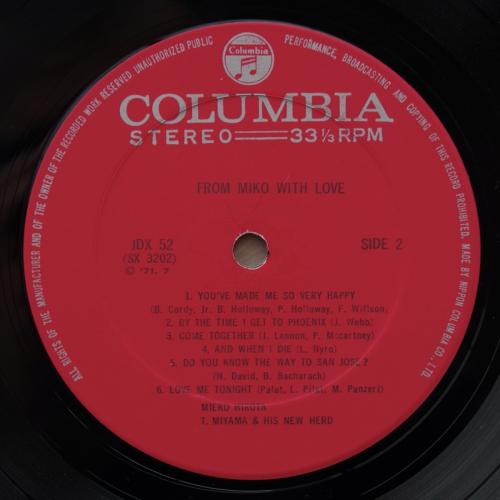 ALL RIGHTS OF THE MANUFACTURER AND OF THE OWNER OF THE RECORDED WORK RESERVED. UNAUTHORIZED PUBLIC PERFORMANCE, BROADCASTING AND COPYING OF THIS RECORD PROHIBITED. MADE BY NIPPON COLUMBIA CO., LTD.
Columbia
COLUMBIA
STEREO 33 1/3 RPM
FROM MIKO WITH LOVE
JDX 52 SIDE 2
(SX 3202)
© '71. 7
1. YOU'VE MADE ME SO VERY HAPPY
(B. Cordy, Jr. B. Holloway, P. Holloway, F. Willson)
2. BY THE TIME I GET TO PHOENIX (J. Webb)
3. COME TOGETHER (J. Lennon, P. McCartney)
4. AND WHEN I DIE (L. Nyro)
5. DO YOU KNOW THE WAY TO SAN JOSE?
(H. David, B. Bacharach)
6. LOVE ME TONIGHT (Palat, L. Pilat, M. Panzeri)
MIEKO HIROTA
T. MIYAMA & HIS NEW HERD